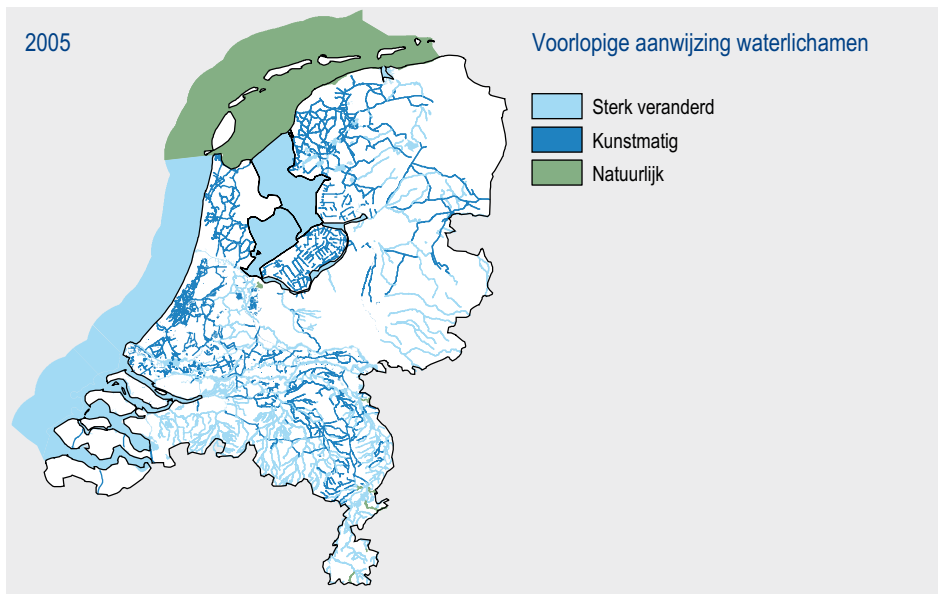 2005
Voorlopige aanwijzing waterlichamen
Sterk veranderd
Kunstmatig
Natuurlijk